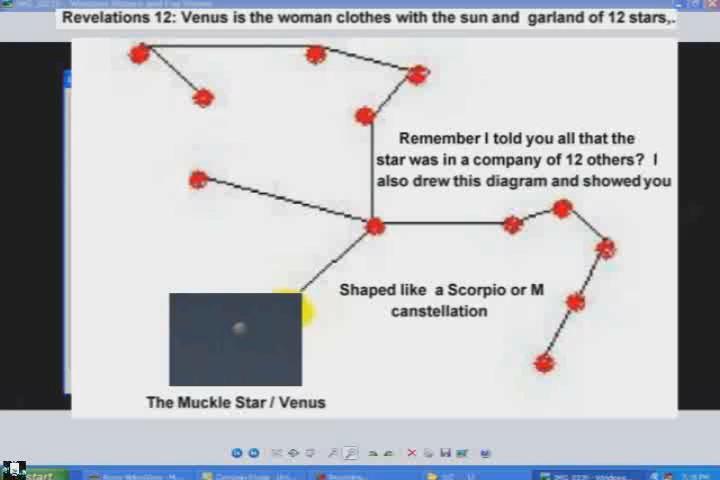 Revelations 12: Venus is the woman clothes with the sun and garland of 12 stars,.
Remember I told you all that the
star was in a company of 12 others? I
also drew this diagram and showed you
Shaped like a Scorpio or M
canstellation
The Muckle Star / Venus
start